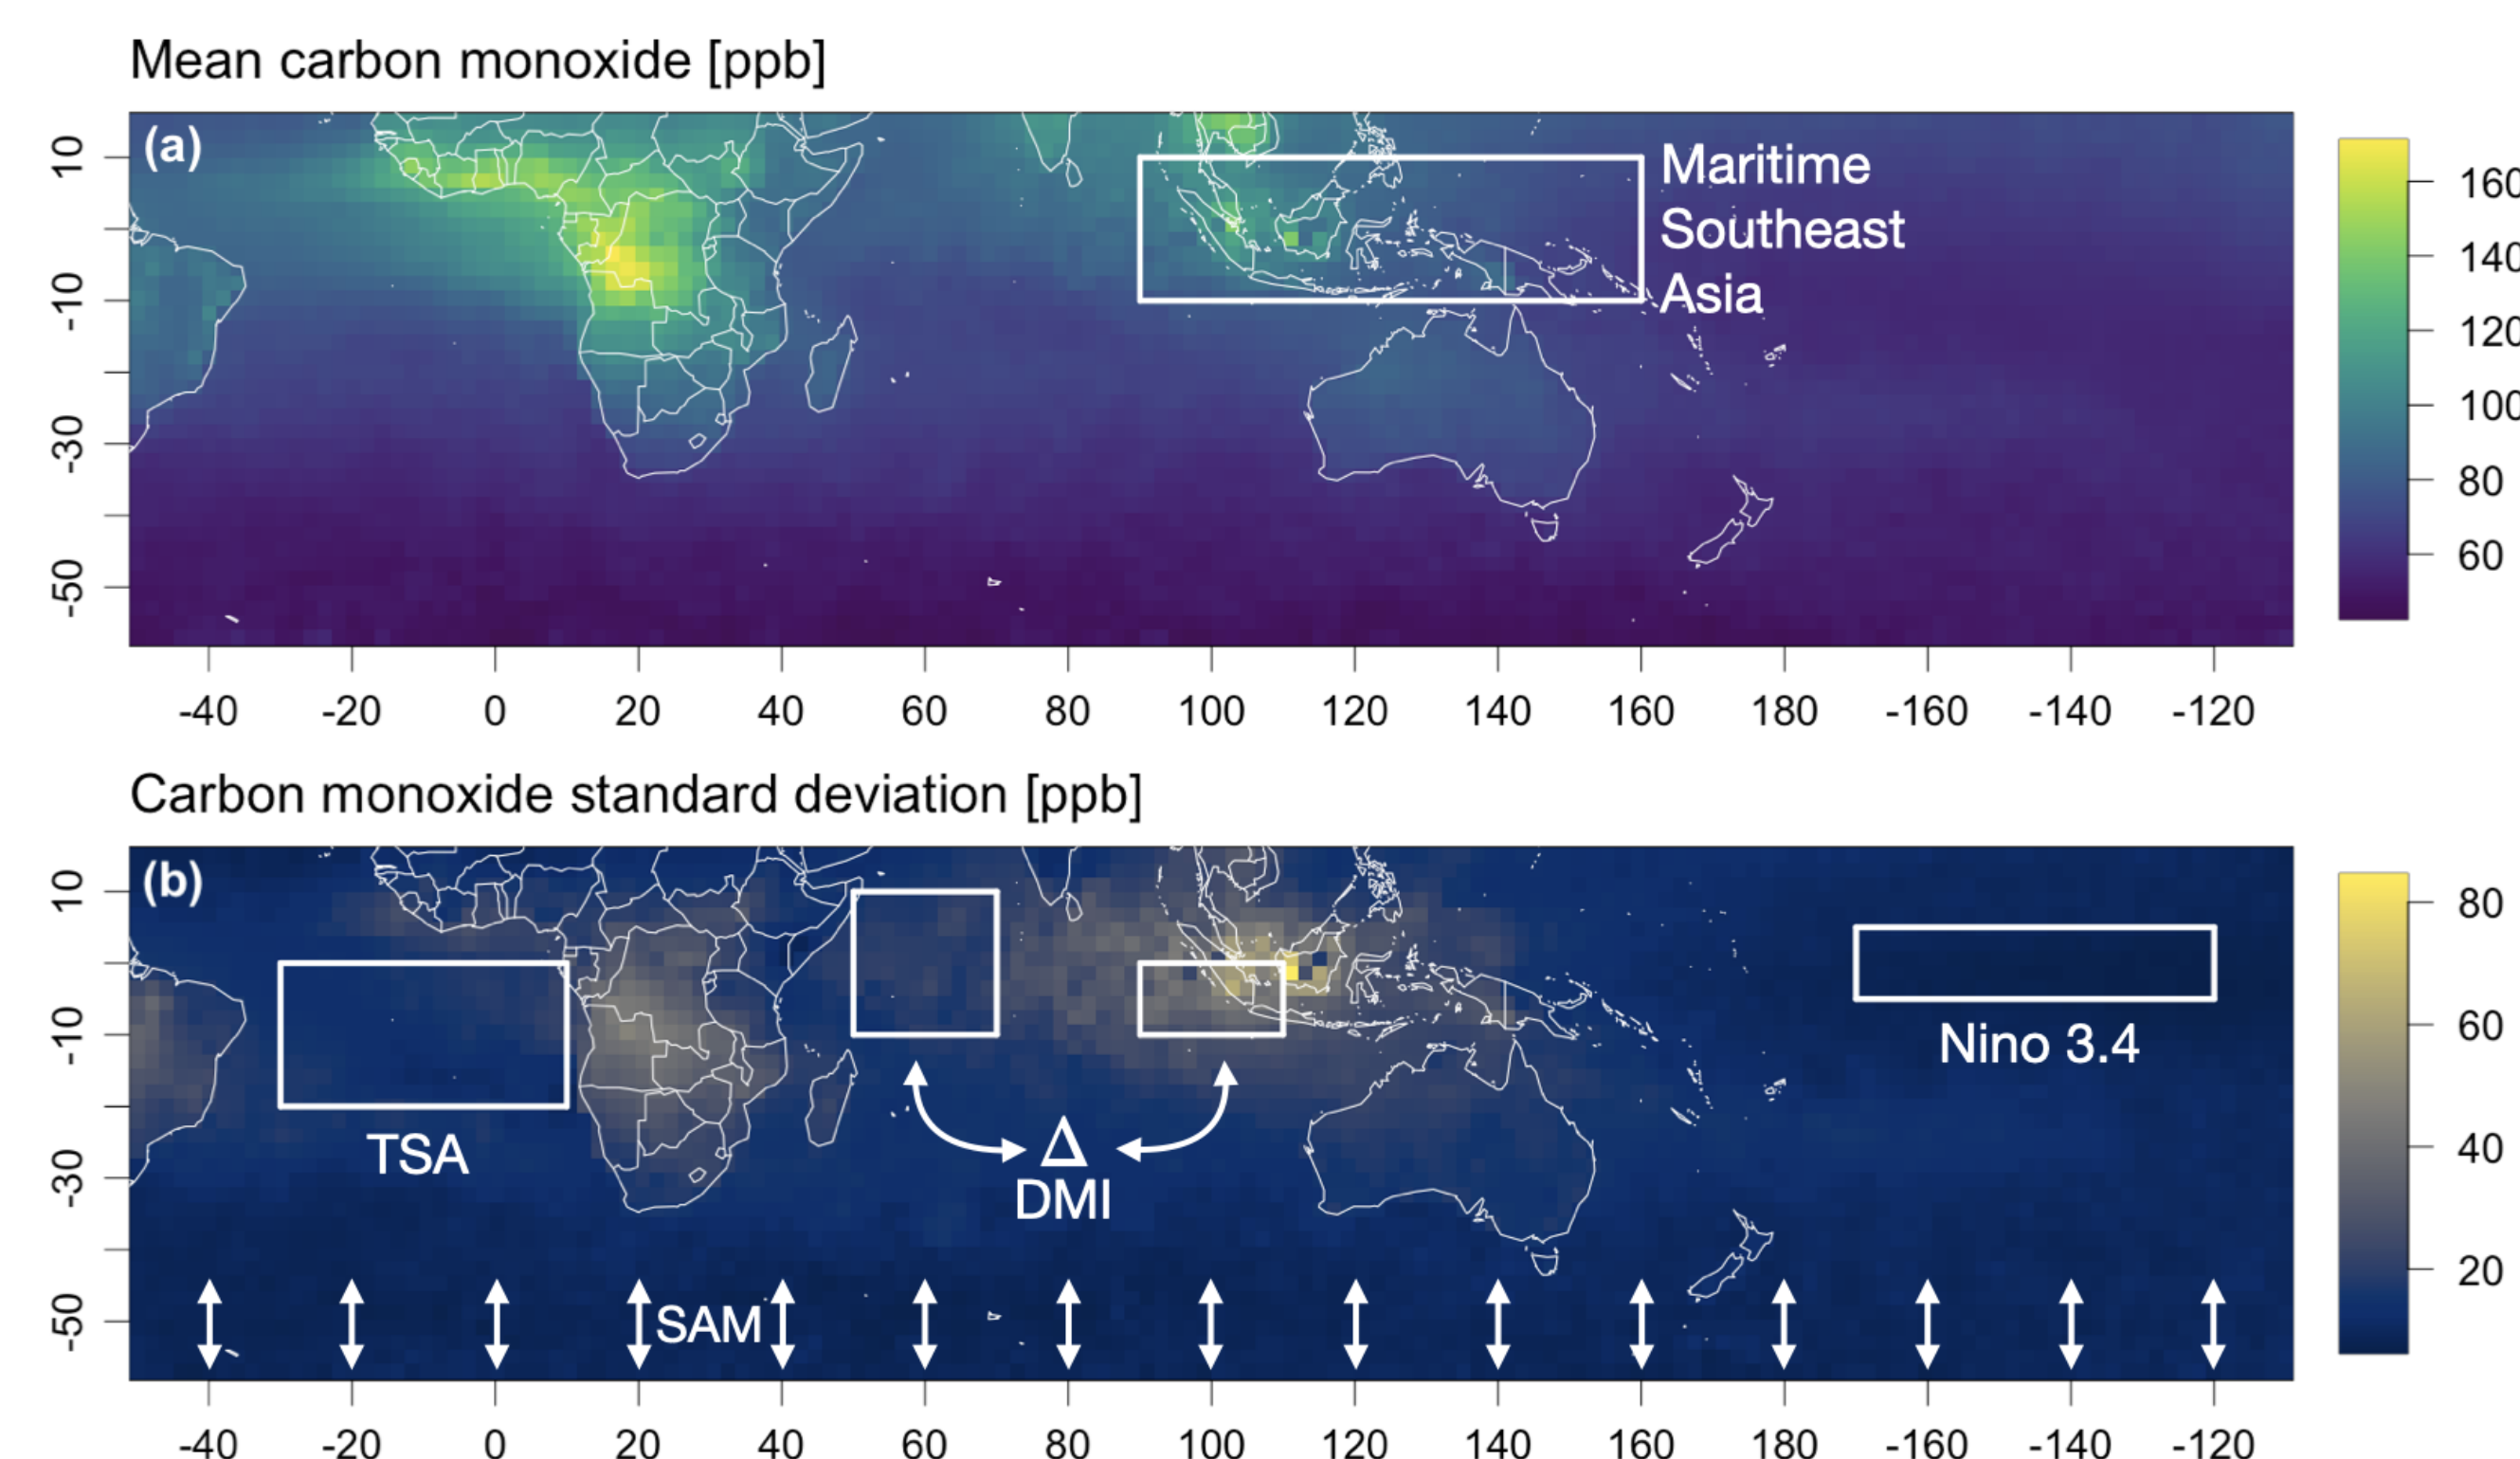 Mean carbon monoxide [ppb]
(a)
Maritime
Southeast
Asia
10
-10
-30
-50
-40 -20 0 20 40 60 80 100 120 140 160 180 -160 -140 -120
160
140
120
100
80
60
Carbon monoxide standard deviation [ppb]
(b)
10
-10
-30
-50
TSA
Δ
DMI
Nino 3.4
SAM
-40 -20 0 20 40 60 80 100 120 140 160 180 -160 -140 -120
80
60
40
20